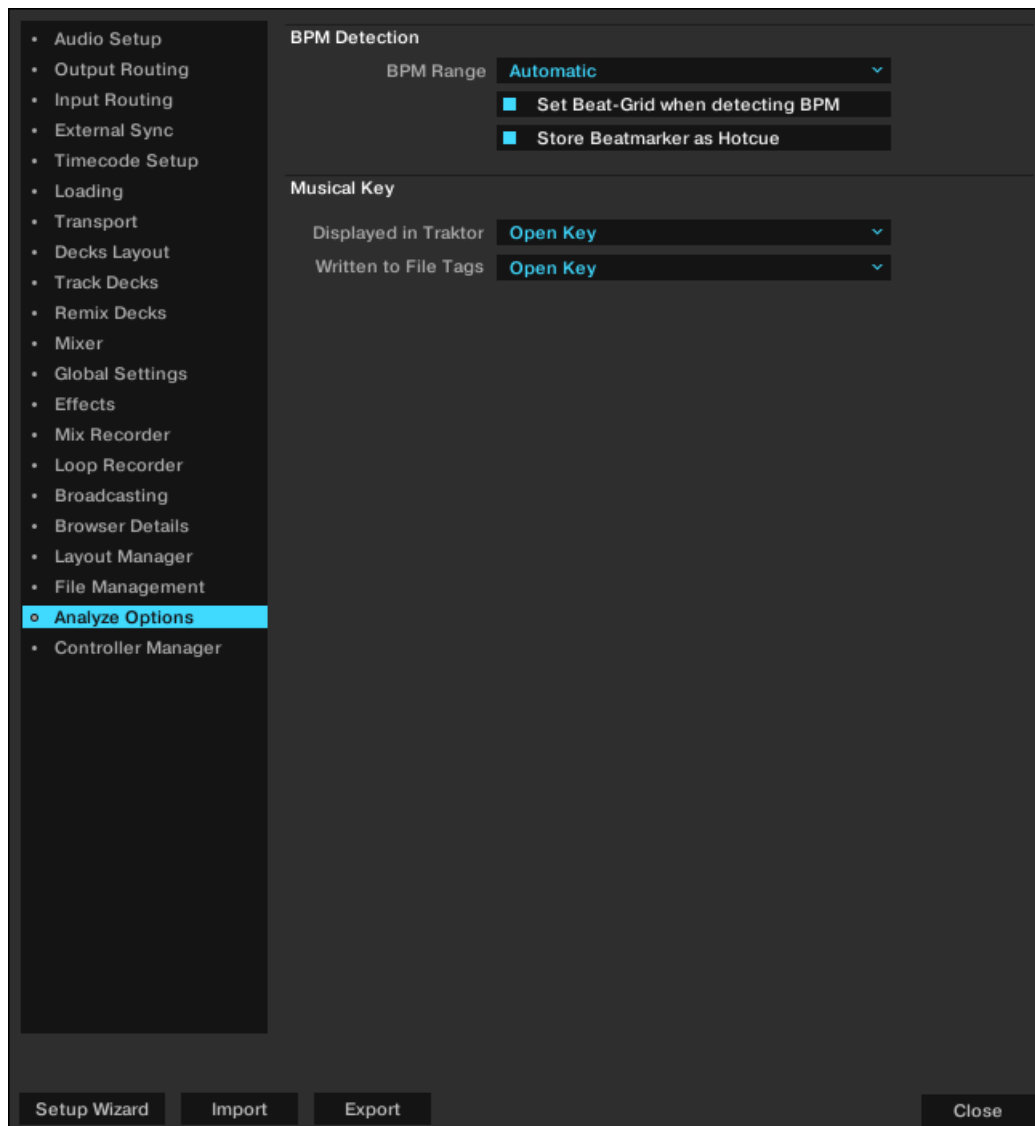 Audio Setup
Output Routing
Input Routing
External Sync
Timecode Setup
Loading
Transport
Decks Layout
Track Decks
Remix Decks
Mixer
Global Settings
Effects
Mix Recorder
Loop Recorder
Broadcasting
Browser Details
Layout Manager
File Management
Analyze Options
Controller Manager
BPM Detection
BPM Range Automatic
Set Beat-Grid when detecting BPM
Store Beatmarker as Hotcue
Musical Key
Displayed in Traktor Open Key
Written to File Tags Open Key
Setup Wizard Import Export Close